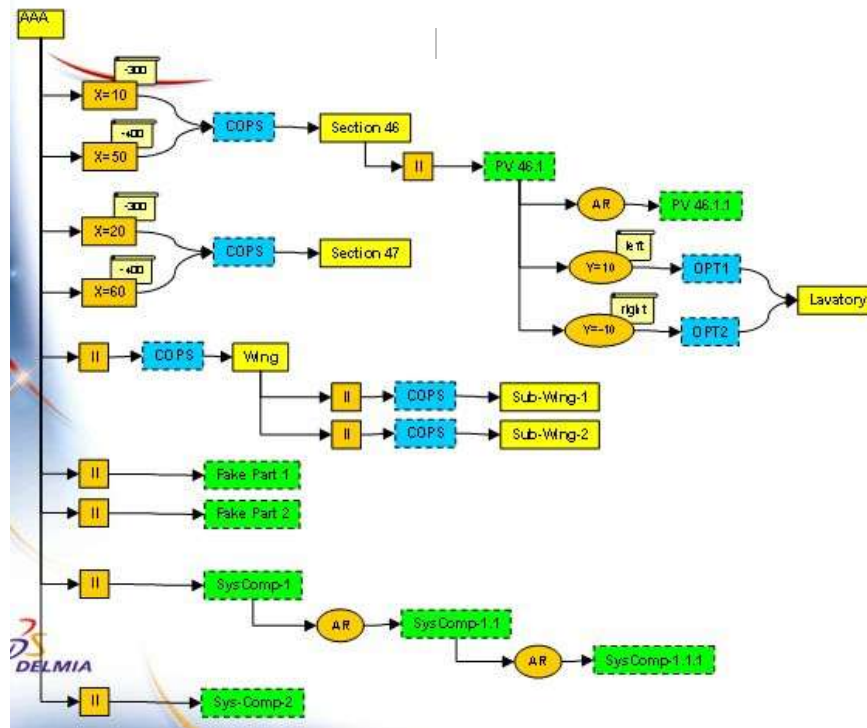 AAA
-300
X=10
COPS
Section 46
-400
X=50
II
PV 46.1
-300
X=20
AR
PV 46.1.1
COPS
Section 47
left
Y=10
OPT1
-400
X=60
Lavatory
right
Y=-10
OPT2
II
COPS
Wing
II
COPS
Sub-Wing-1
II
COPS
Sub-Wing-2
II
Fake Part 1
II
Fake Part 2
II
SysComp-1
AR
SysComp-1.1
AR
SysComp-1.1.1
DELMIA
II
Sys-Comp-2